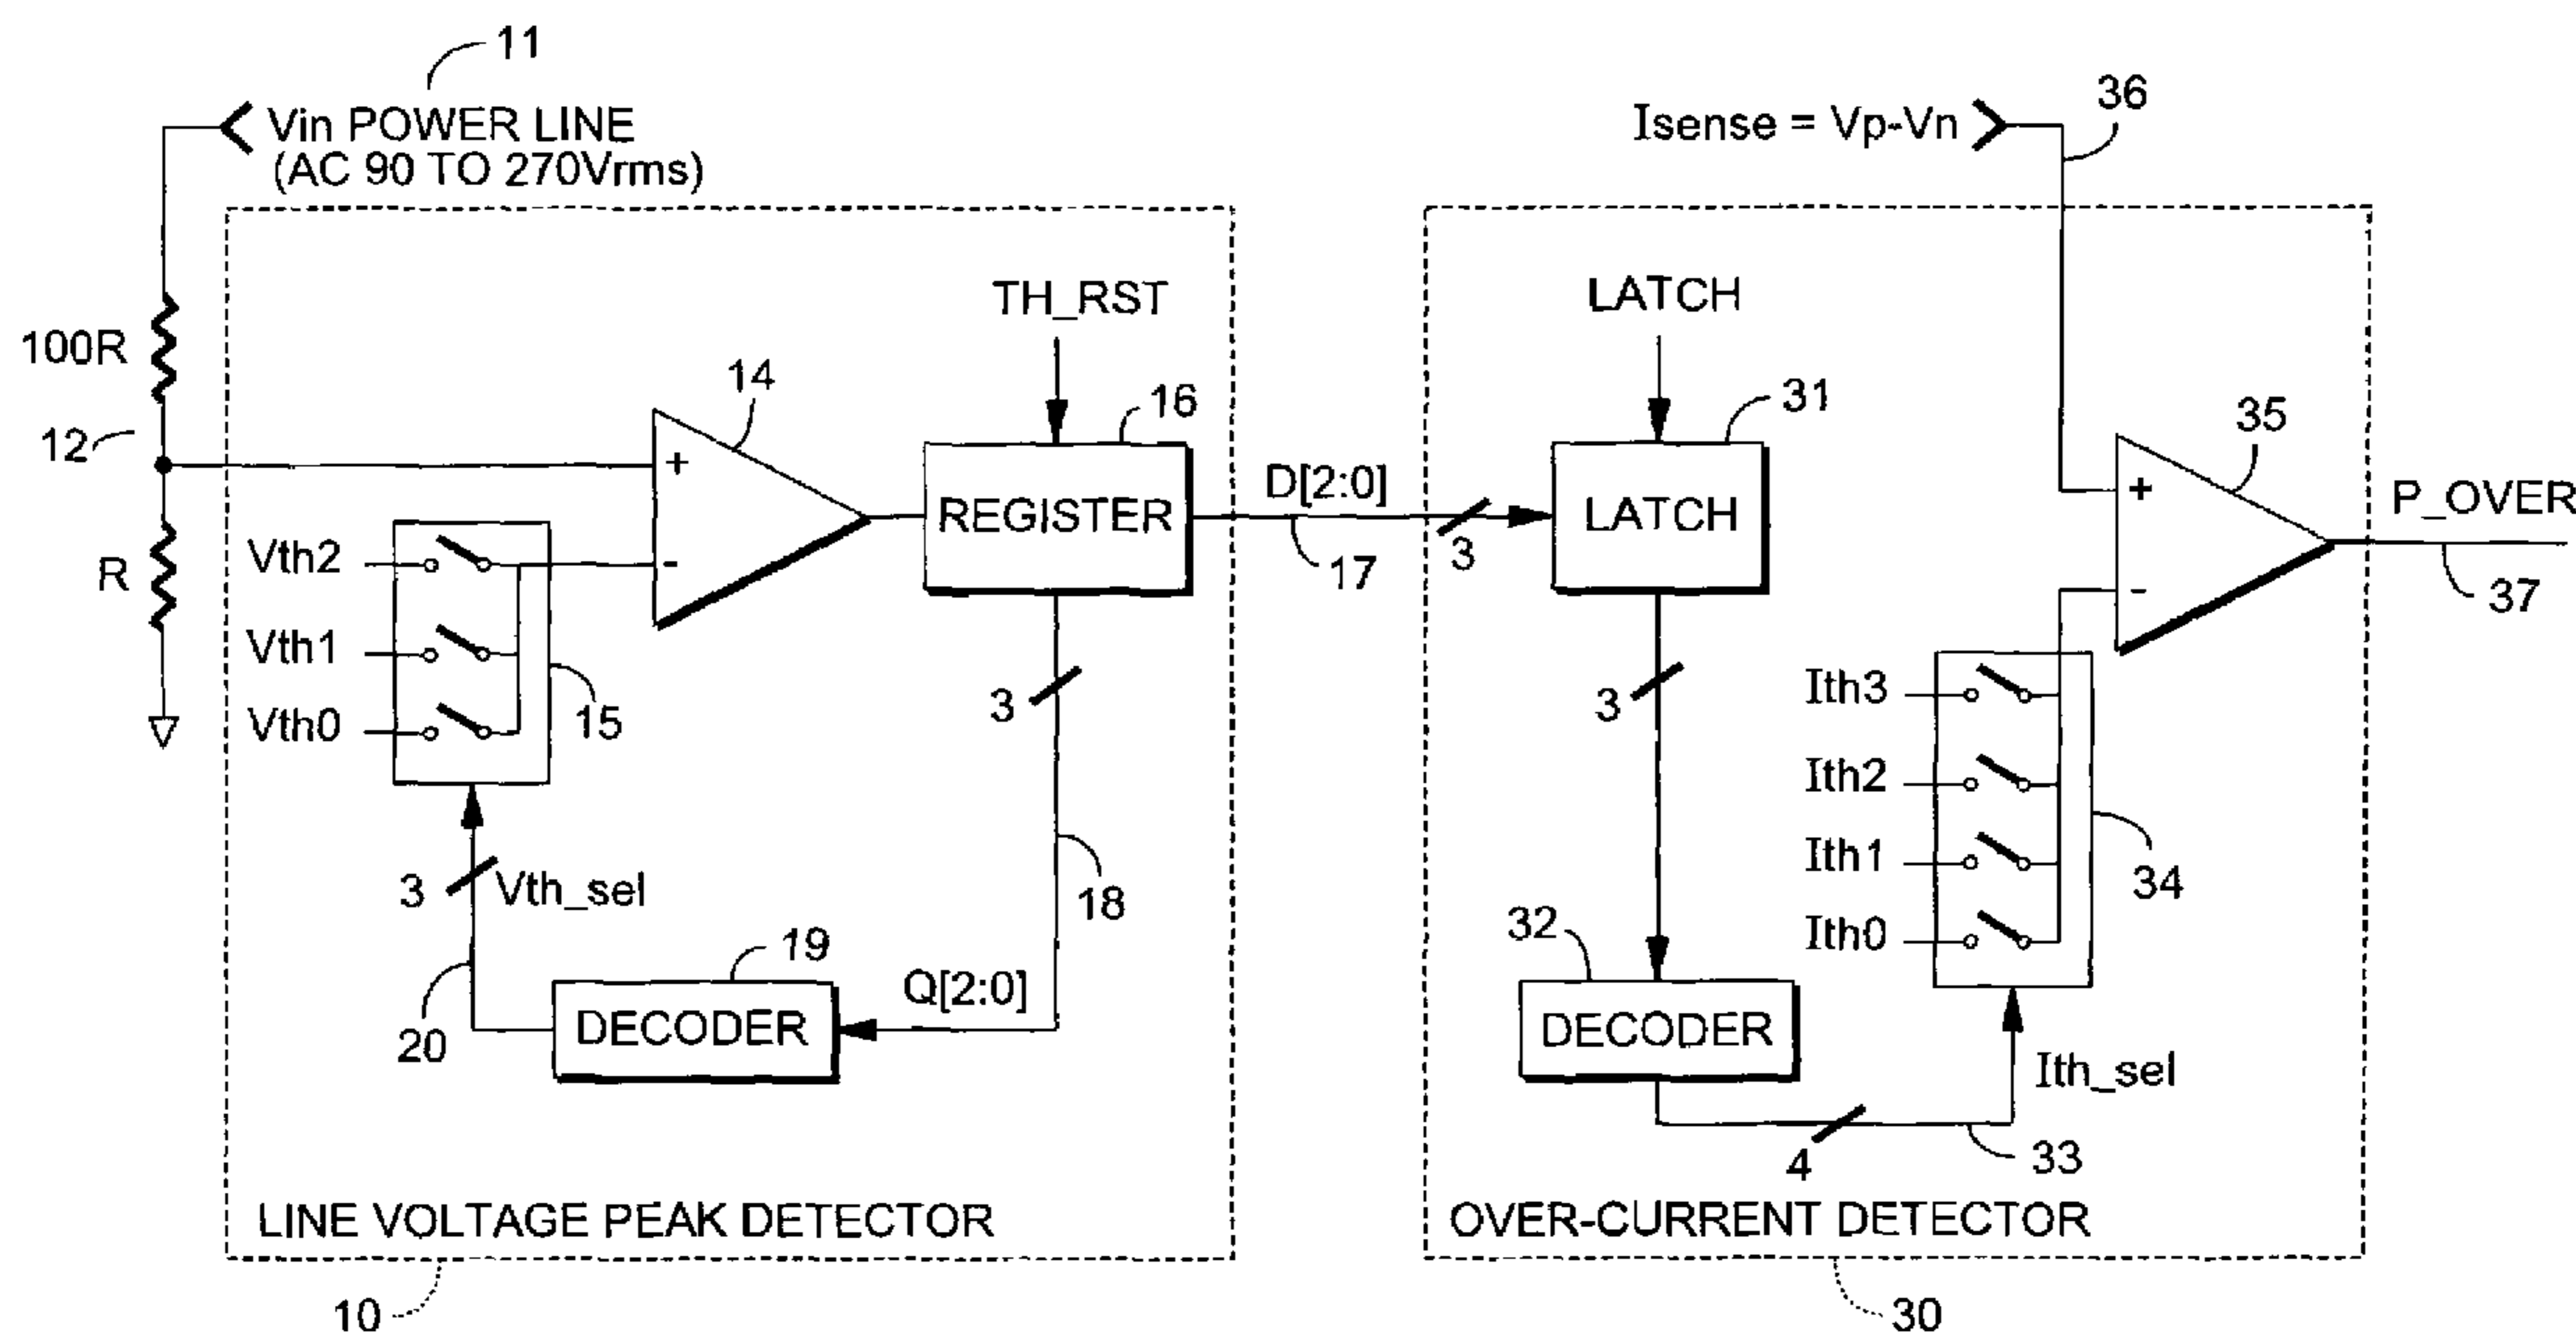 11
Vin POWER LINE
(AC 90 TO 270Vrms)
Isense = Vp-Vn
36
100R
12
R
TH_RST
14
16
+
-
REGISTER
Vth2
Vth1
Vth0
15
3
18
Q[2:0]
19
DECODER
20
3
Vth_sel
LINE VOLTAGE PEAK DETECTOR
10
D[2:0]
17
3
LATCH
31
LATCH
3
32
DECODER
4
33
Ith_sel
Ith3
Ith2
Ith1
Ith0
34
35
+
-
P_OVER
37
OVER-CURRENT DETECTOR
30